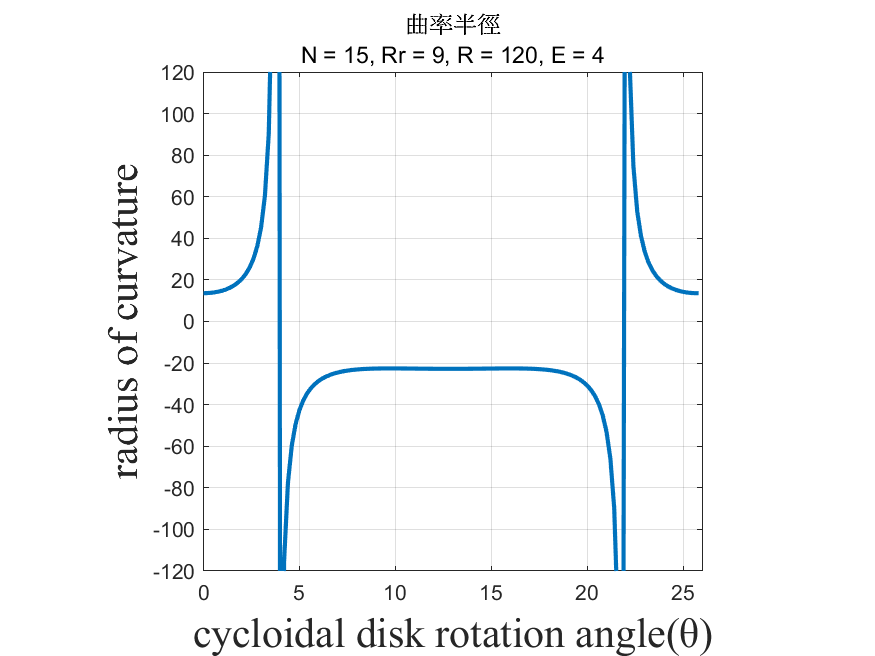 曲率半徑
N = 15, Rr = 9, R = 120, E = 4
120
100
80
60
40
20
0
-20
-40
-60
-80
-100
-120
radius of curvature
0 5 10 15 20 25
cycloidal disk rotation angle(θ)